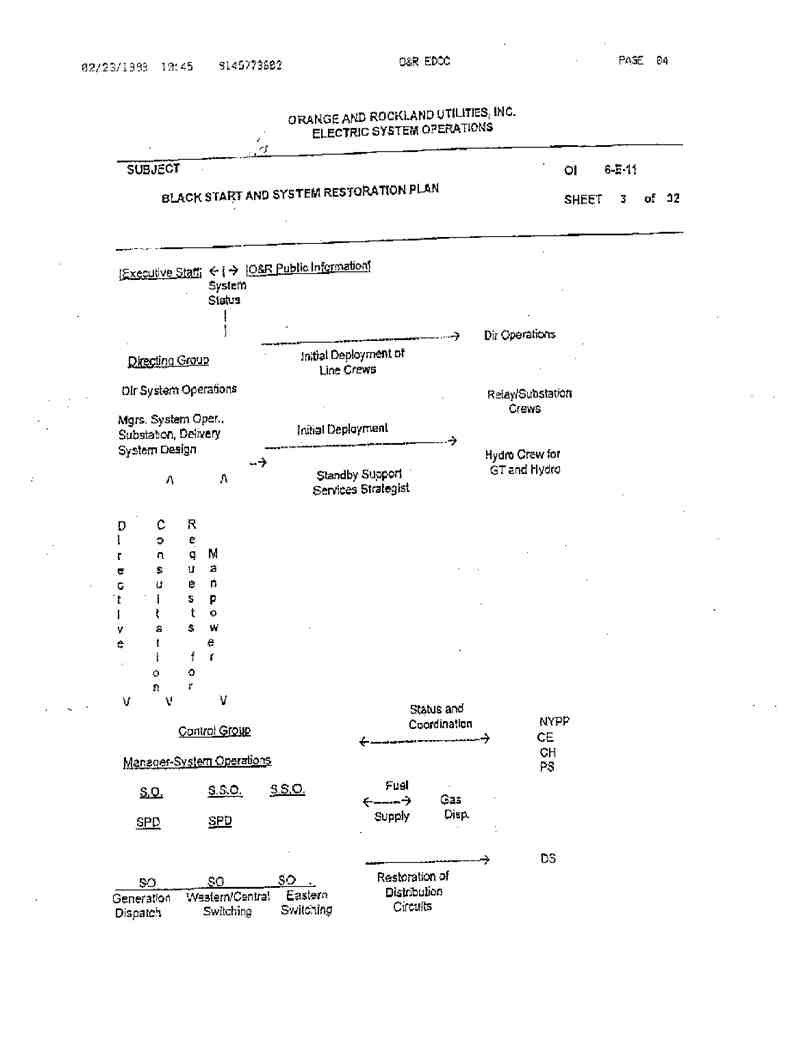 02/23/1999 10:45 9145773602 O&R EDCC PAGE 04
ORANGE AND ROCKLAND UTILITIES, INC.
ELECTRIC SYSTEM OPERATIONS
SUBJECT
OI 6-E-11
BLACK START AND SYSTEM RESTORATION PLAN
SHEET 3 of 32
|Executive Staff| ← | → |O&R Public Information|
System
Status
Dir Operations
Directing Group
Initial Deployment of
Line Crews
Dir System Operations
Relay/Substation
Crews
Mgrs. System Oper.,
Substation, Delivery
System Design
Initial Deployment
Hydro Crew for
GT and Hydro
Standby Support
Services Strategist
Directive
Consultation
Requests for
Manpower
Status and
Coordination
Control Group
NYPP
CE
CH
PS
Manager-System Operations
S.O. S.S.O. S.S.O.
Fuel
Supply
Gas
Disp.
SPD SPD
DS
SO SO SO
Generation
Dispatch
Western/Central
Switching
Eastern
Switching
Restoration of
Distribution
Circuits